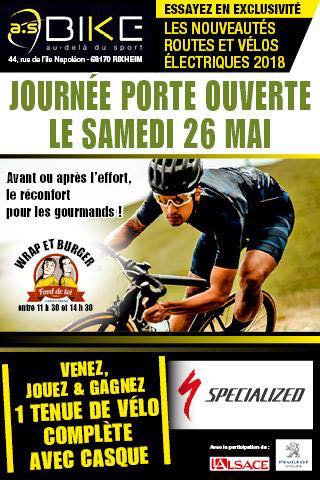 a.s BIKE
au-delà du sport
44, rue de l'île Napoléon - 68170 RIXHEIM
ESSAYEZ EN EXCLUSIVITÉ
LES NOUVEAUTÉS
ROUTES ET VÉLOS
ÉLECTRIQUES 2018
JOURNÉE PORTE OUVERTE
LE SAMEDI 26 MAI
Avant ou après l'effort,
le réconfort
pour les gourmands !
WRAP ET BURGER
Food de toi
entre 11 h 30 et 14 h 30
VENEZ,
JOUEZ & GAGNEZ
1 TENUE DE VÉLO
COMPLÈTE
AVEC CASQUE
SPECIALIZED
Avec la participation de :
L'ALSACE
PEUGEOT
CYCLES